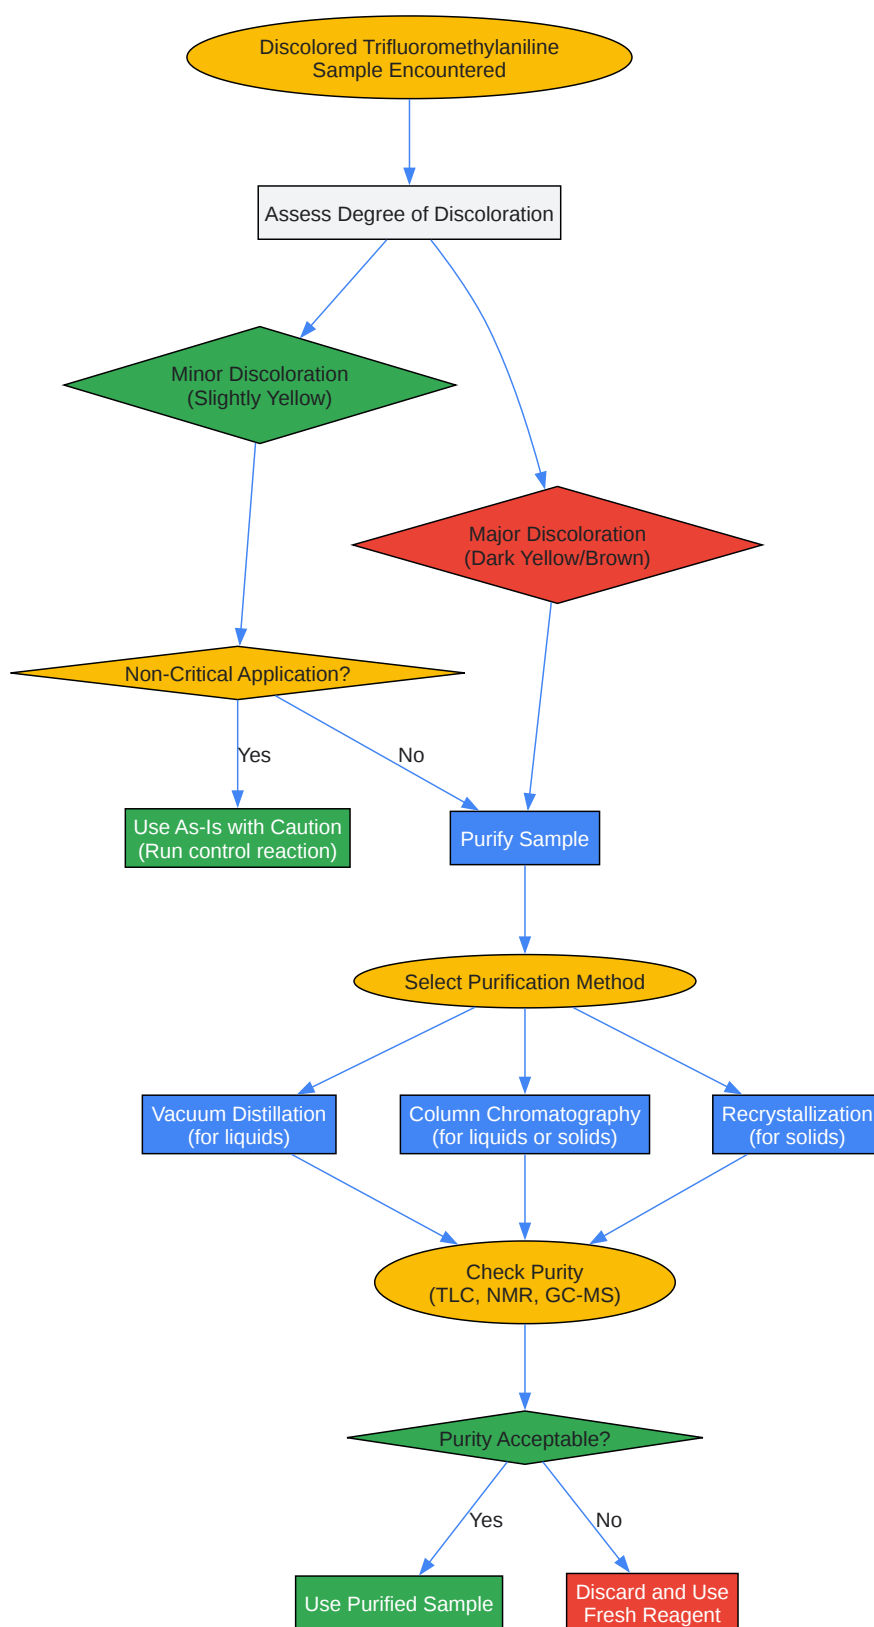 Discolored Trifluoromethylaniline
Sample Encountered
Assess Degree of Discoloration
Minor Discoloration
(Slightly Yellow)
Major Discoloration
(Dark Yellow/Brown)
Non-Critical Application?
Yes
No
Use As-Is with Caution
(Run control reaction)
Purify Sample
Select Purification Method
Vacuum Distillation
(for liquids)
Column Chromatography
(for liquids or solids)
Recrystallization
(for solids)
Check Purity
(TLC, NMR, GC-MS)
Purity Acceptable?
Yes
No
Use Purified Sample
Discard and Use
Fresh Reagent